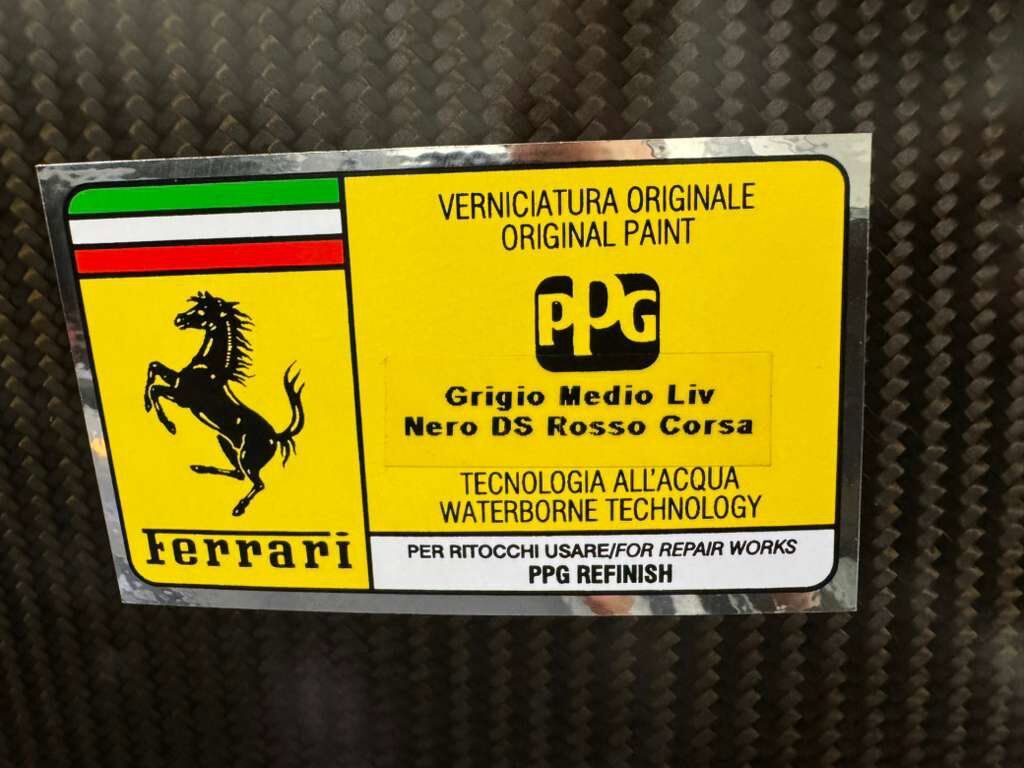 VERNICIATURA ORIGINALE
ORIGINAL PAINT
PPG
Grigio Medio Liv
Nero DS Rosso Corsa
TECNOLOGIA ALL'ACQUA
WATERBORNE TECHNOLOGY
Ferrari
PER RITOCCHI USARE/FOR REPAIR WORKS
PPG REFINISH